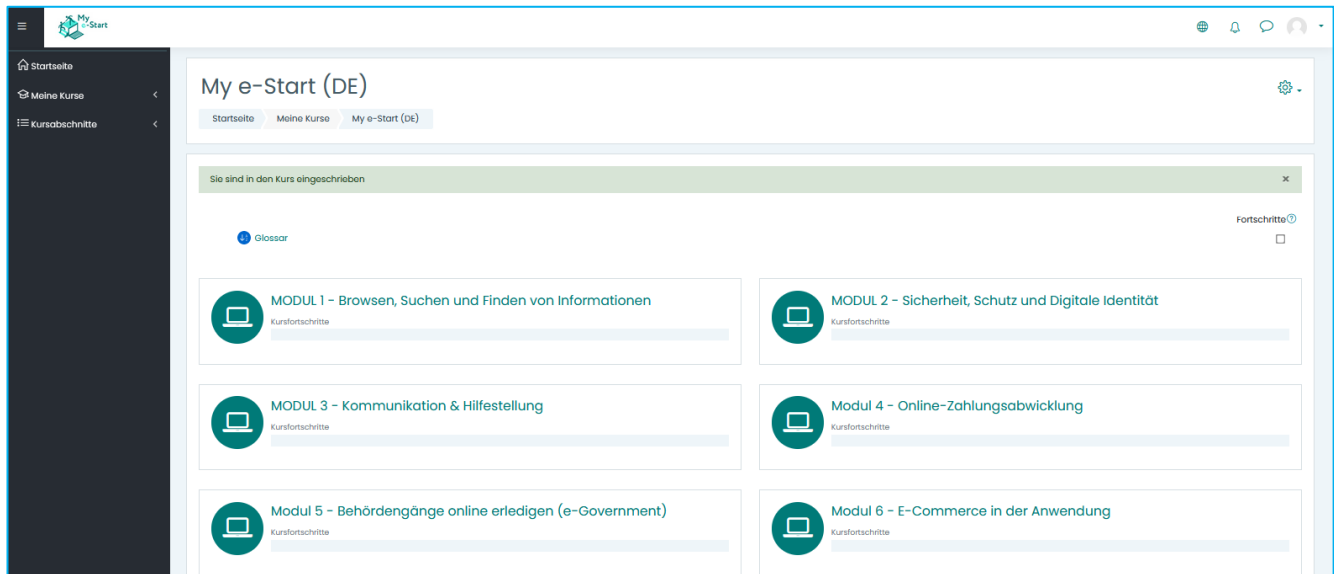 My
e-Start
Startseite
Meine Kurse
Kursabschnitte
My e-Start (DE)
Startseite Meine Kurse My e-Start (DE)
Sie sind in den Kurs eingeschrieben
Fortschritte
Glossar
MODUL 1 - Browsen, Suchen und Finden von Informationen
Kursfortschritte
MODUL 2 - Sicherheit, Schutz und Digitale Identität
Kursfortschritte
MODUL 3 - Kommunikation & Hilfestellung
Kursfortschritte
Modul 4 - Online-Zahlungsabwicklung
Kursfortschritte
Modul 5 - Behördengänge online erledigen (e-Government)
Kursfortschritte
Modul 6 - E-Commerce in der Anwendung
Kursfortschritte